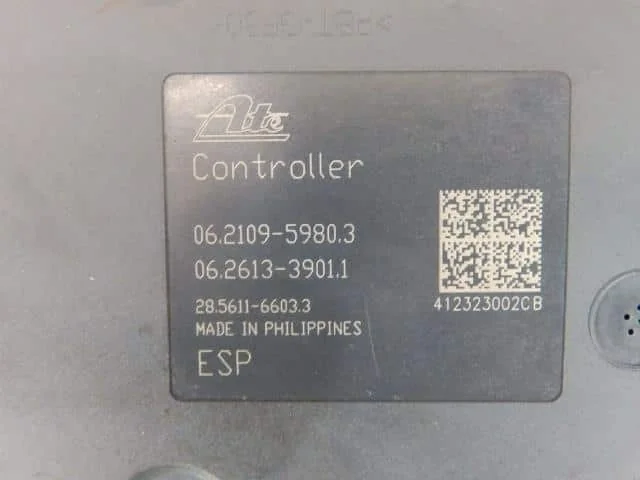 Ate
Controller
06.2109-5980.3
06.2613-3901.1
28.5611-6603.3
412323002CB
MADE IN PHILIPPINES
ESP